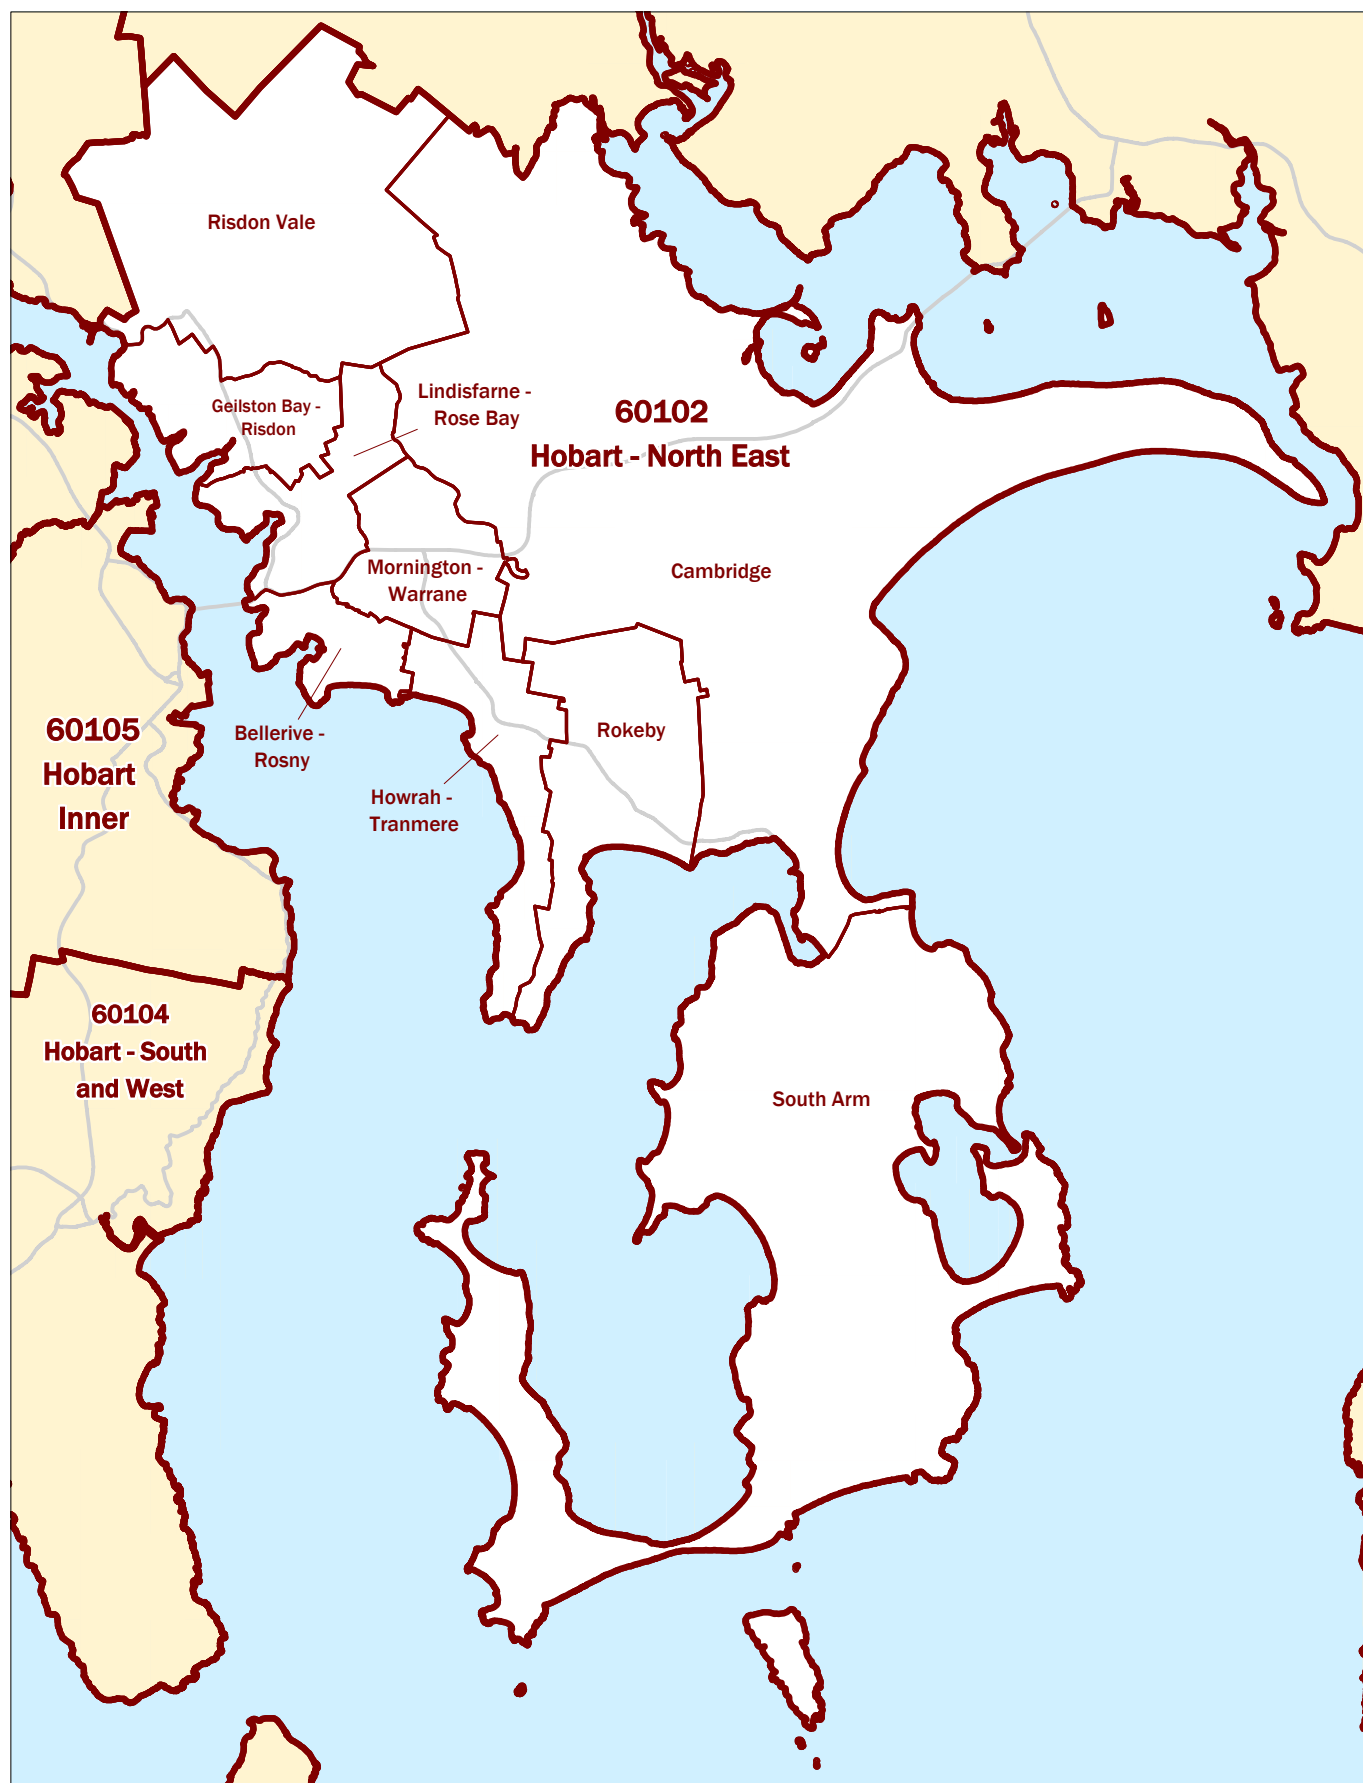 Risdon Vale
Geilston Bay -
Risdon
Lindisfarne -
Rose Bay
60102
Hobart - North East
Mornington -
Warrane
Cambridge
60105
Hobart
Inner
Bellerive -
Rosny
Rokeby
Howrah -
Tranmere
60104
Hobart - South
and West
South Arm